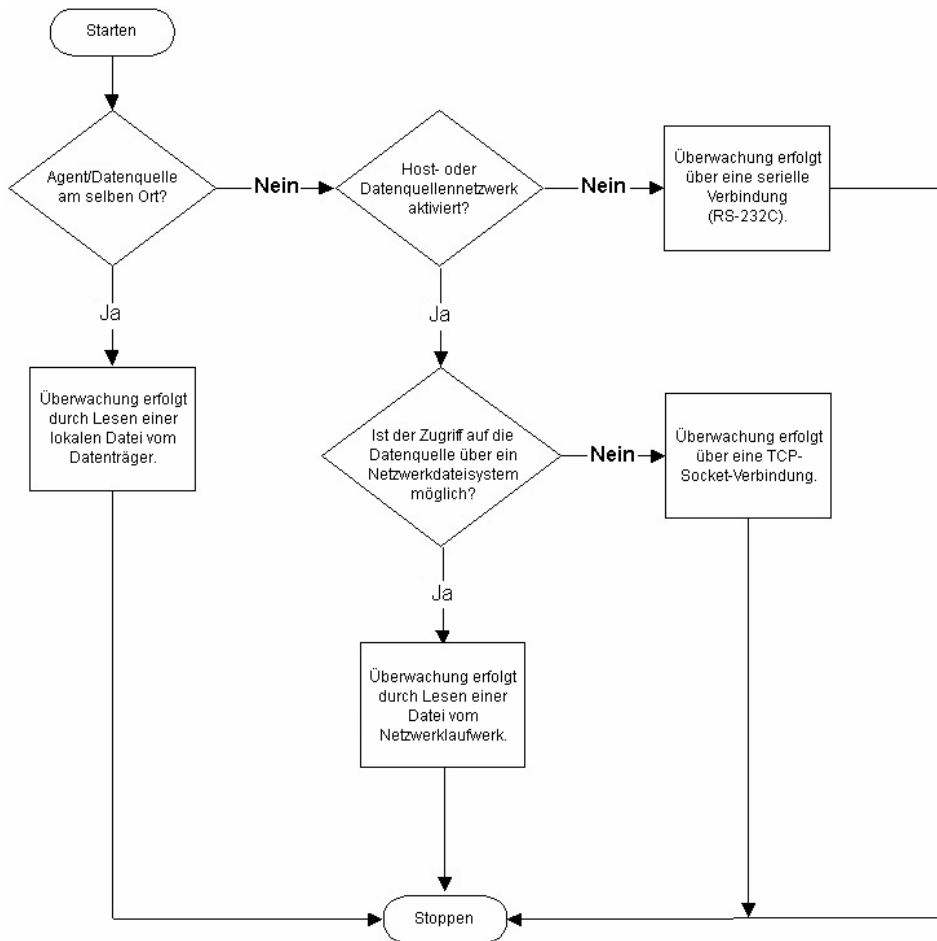 Starten
Agent/Datenquelle
am selben Ort?
Nein
Host- oder
Datenquellennetzwerk
aktiviert?
Nein
Überwachung erfolgt
über eine serielle
Verbindung
(RS-232C).
Ja
Ja
Überwachung erfolgt
durch Lesen einer
lokalen Datei vom
Datenträger.
Ist der Zugriff auf die
Datenquelle über ein
Netzwerkdateisystem
möglich?
Nein
Überwachung erfolgt
über eine TCP-
Socket-Verbindung.
Ja
Überwachung erfolgt
durch Lesen einer
Datei vom
Netzwerklaufwerk.
Stoppen